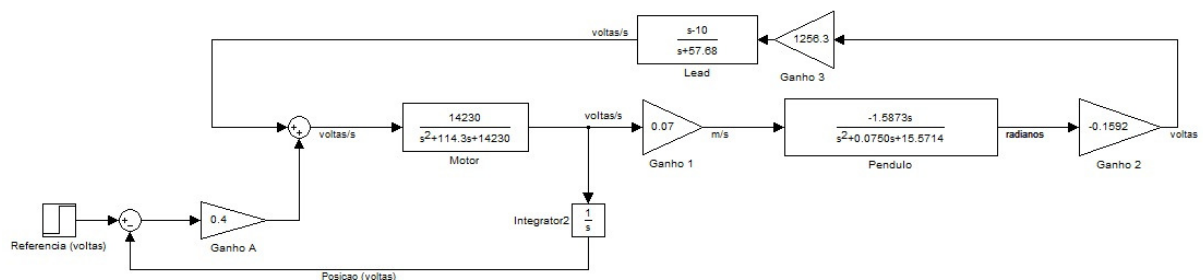 voltas/s
s-10
s+57.68
Lead
1256.3
Ganho 3
++
voltas/s
14230
s²+114.3s+14230
Motor
voltas/s
0.07
Ganho 1
m/s
-1.5873s
s²+0.0750s+15.5714
Pendulo
radianos
-0.1592
Ganho 2
voltas
Referencia (voltas)
−
0.4
Ganho A
Integrator2
1
s
Posicao (voltas)